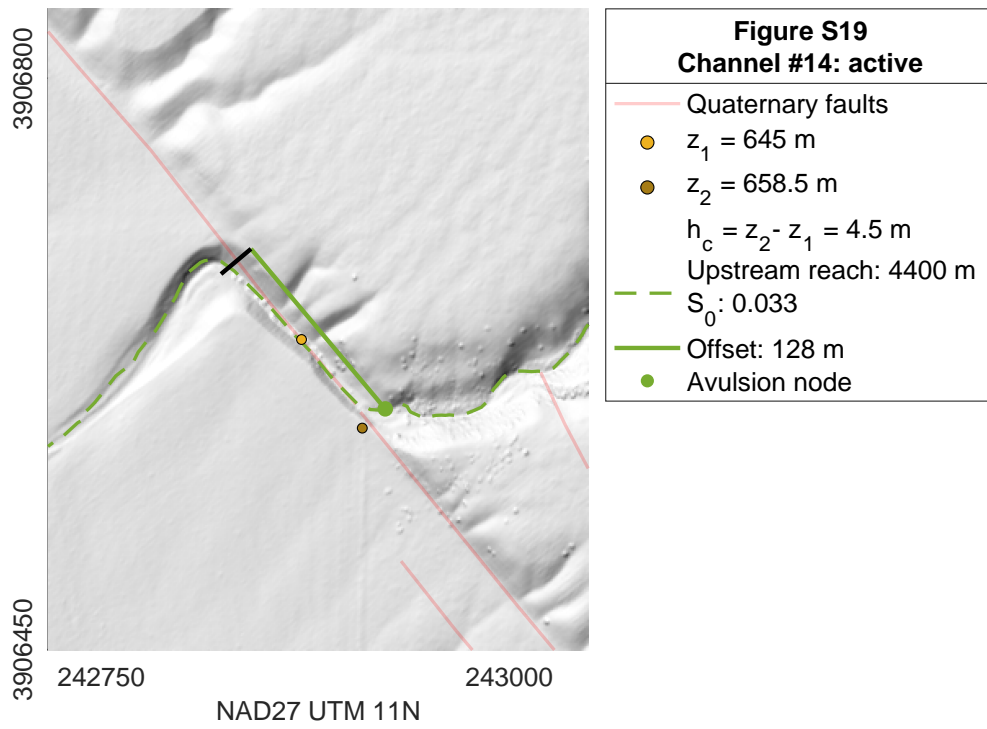 Figure S19
Channel #14: active
Quaternary faults
z1 = 645 m
z2 = 658.5 m
hc = z2- z1 = 4.5 m
Upstream reach: 4400 m
S0: 0.033
Offset: 128 m
Avulsion node
3906800
3906450
242750
243000
NAD27 UTM 11N